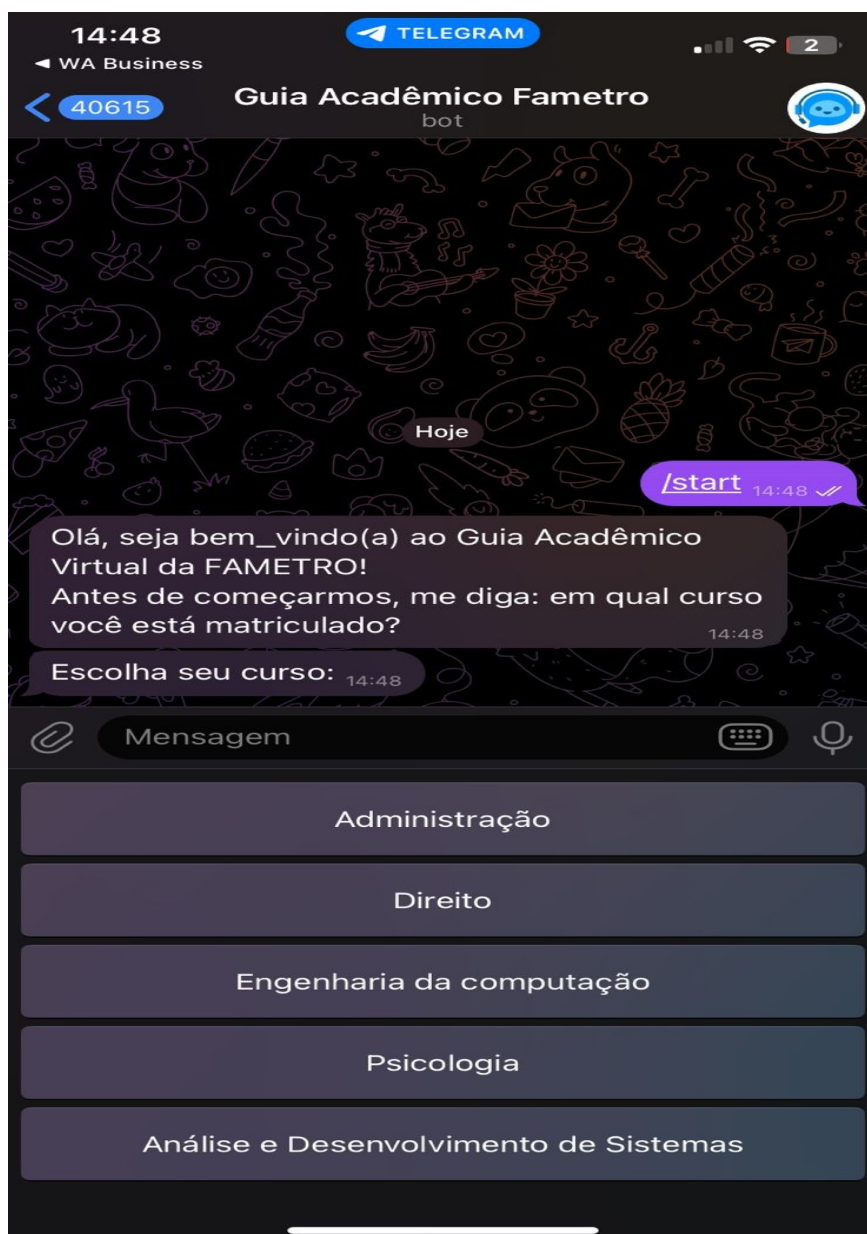 14:48
TELEGRAM
2
◀ WA Business
40615
Guia Acadêmico Fametro
bot
Hoje
/start 14:48
Olá, seja bem_vindo(a) ao Guia Acadêmico
Virtual da FAMETRO!
Antes de começarmos, me diga: em qual curso
você está matriculado?
14:48
Escolha seu curso: 14:48
Mensagem
Administração
Direito
Engenharia da computação
Psicologia
Análise e Desenvolvimento de Sistemas